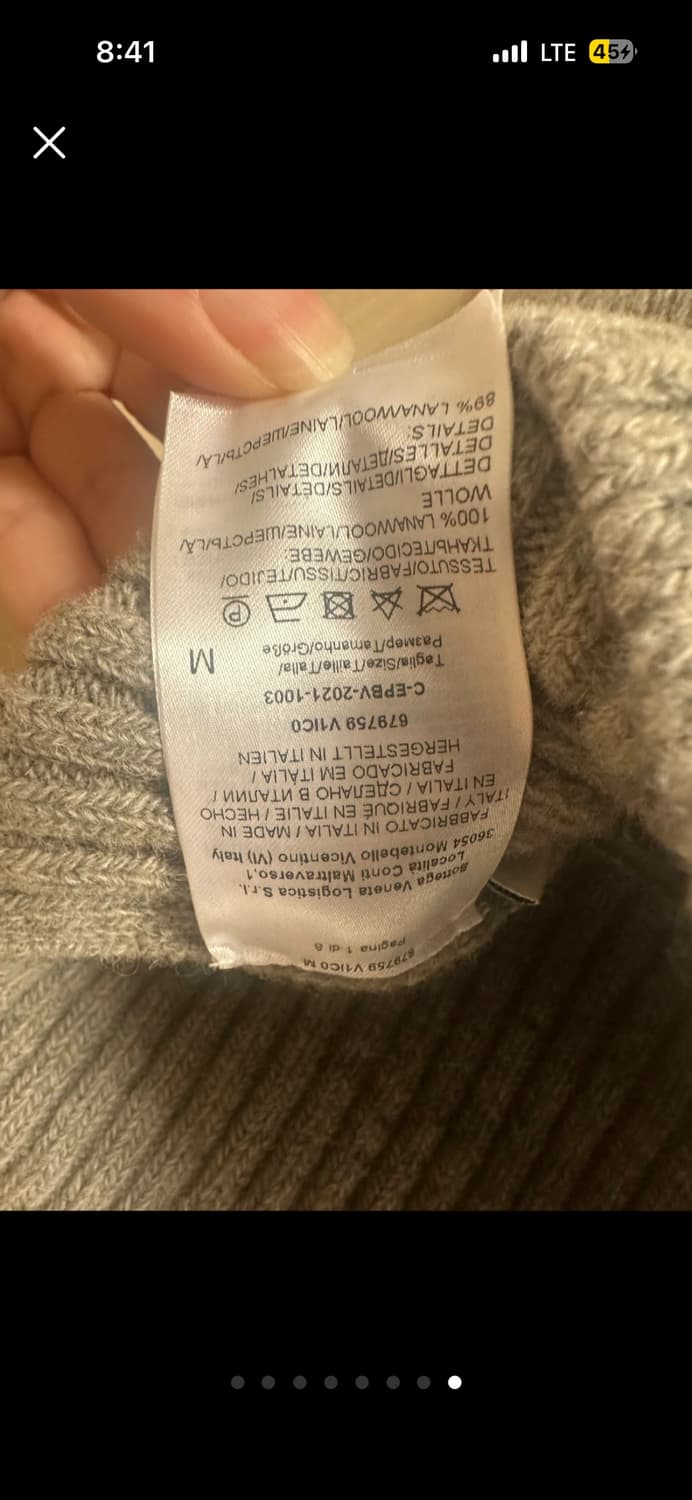 8:41
LTE 45
679759 V1IC0 M
Pagina 1 di 8
Bottega Veneta Logistica S.r.l.
Località Conti Maltraverso,1
36054 Montebello Vicentino (VI) Italy
FABBRICATO IN ITALIA / MADE IN
ITALY / FABRIQUÉ EN ITALIE / HECHO
EN ITALIA / СДЕЛАНО В ИТАЛИИ /
FABRICADO EM ITÁLIA /
HERGESTELLT IN ITALIEN
679759 V1IC0
C-EPBV-2021-1003
Taglia/Size/Taille/Talla/
Размер/Tamanho/Größe
M
P
TESSUTO/FABRIC/TISSU/TEJIDO/
ТКАНЬ/TECIDO/GEWEBE:
100% LANA/WOOL/LAINE/ШЕРСТЬ/LÃ/
WOLLE
DETTAGLI/DETAILS/DETAILS/
DETALLES/ДЕТАЛИ/DETALHES/
DETAILS:
89% LANA/WOOL/LAINE/ШЕРСТЬ/LÃ/